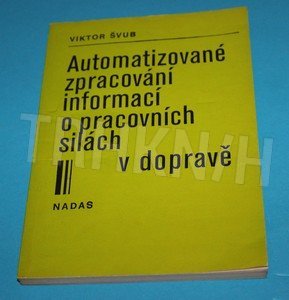 VIKTOR ŠVUB
Automatizované
zpracování
informací
o pracovních
silách
v dopravě
NADAS